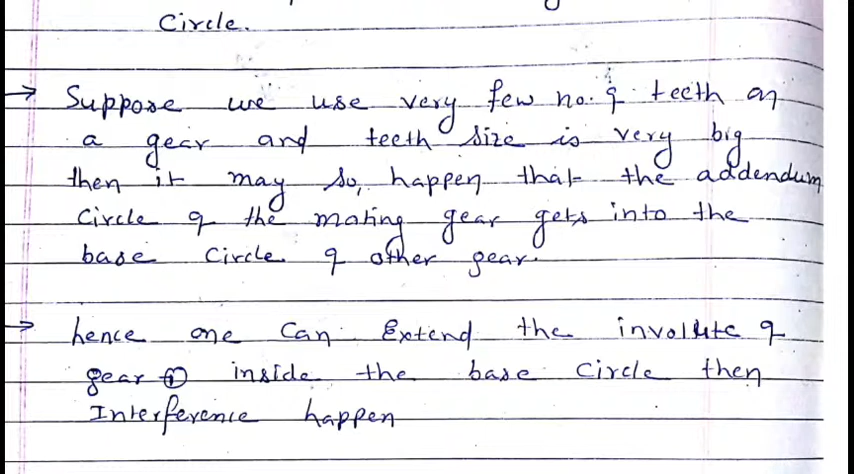 Circle.
→ Suppose we use very few no. of teeth on
a gear and teeth size is very big
then it may so, happen that the addendum
Circle of the mating gear gets into the
base Circle of other gear.
→ hence one can Extend the involute of
gear ① inside the base Circle then
Interference happen